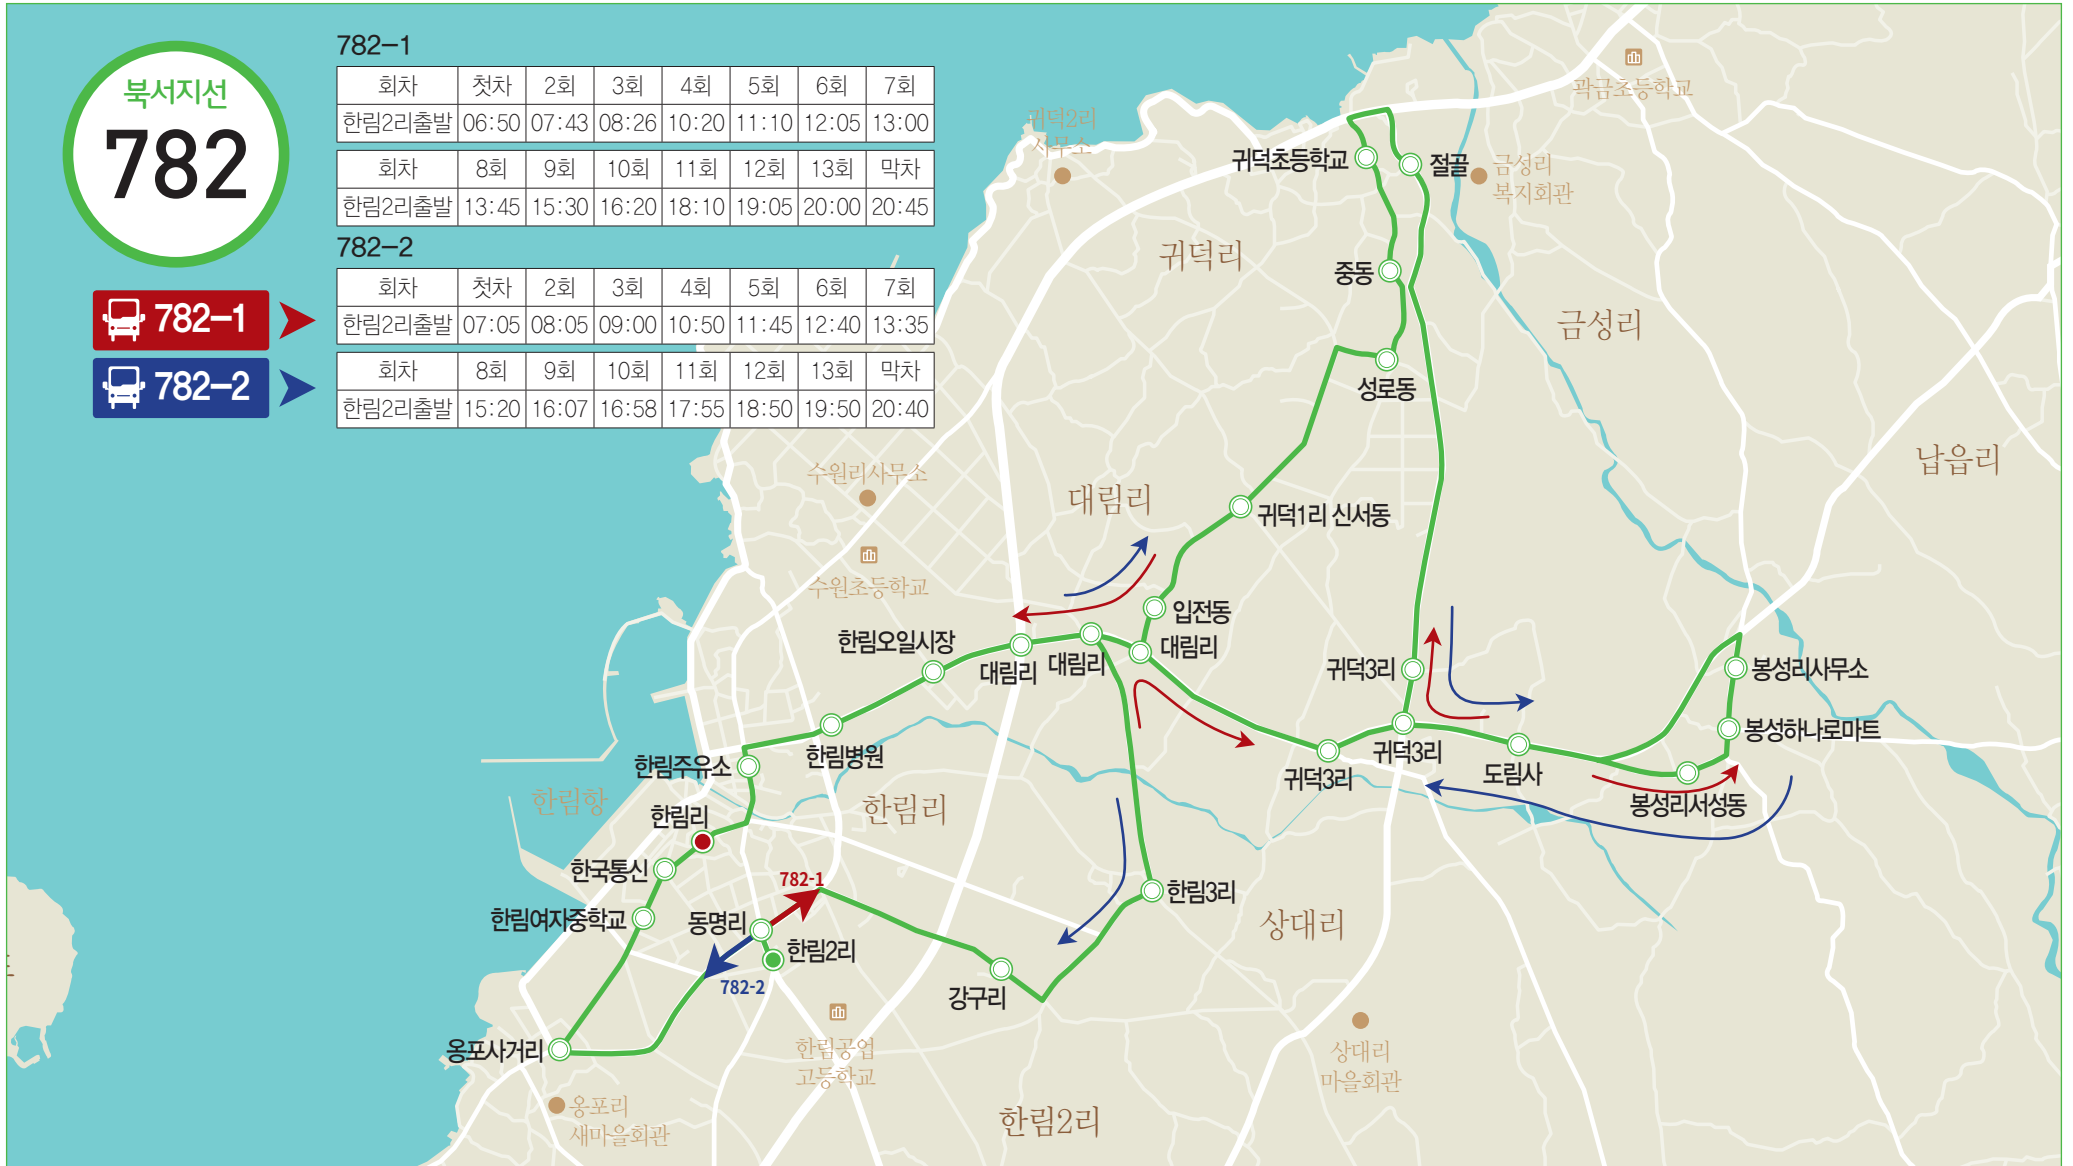 북서지선
782
782-1
782-2
782-1
회차 첫차 2회 3회 4회 5회 6회 7회
한림2리출발 06:50 07:43 08:26 10:20 11:10 12:05 13:00
회차 8회 9회 10회 11회 12회 13회 막차
한림2리출발 13:45 15:30 16:20 18:10 19:05 20:00 20:45
782-2
회차 첫차 2회 3회 4회 5회 6회 7회
한림2리출발 07:05 08:05 09:00 10:50 11:45 12:40 13:35
회차 8회 9회 10회 11회 12회 13회 막차
한림2리출발 15:20 16:07 16:58 17:55 18:50 19:50 20:40
곽금초등학교
귀덕2리
사무소
귀덕초등학교
절골
금성리
복지회관
귀덕리
중동
금성리
성로동
납읍리
수원리사무소
대림리
귀덕1리 신서동
수원초등학교
입전동
한림오일시장
대림리
대림리
대림리
귀덕3리
봉성리사무소
봉성하나로마트
한림병원
한림주유소
귀덕3리
귀덕3리
도림사
봉성리서성동
한림항
한림리
한림리
한국통신
782-1
한림3리
한림여자중학교
동명리
상대리
한림2리
782-2
강구리
옹포사거리
한림공업
고등학교
상대리
마을회관
옹포리
새마을회관
한림2리